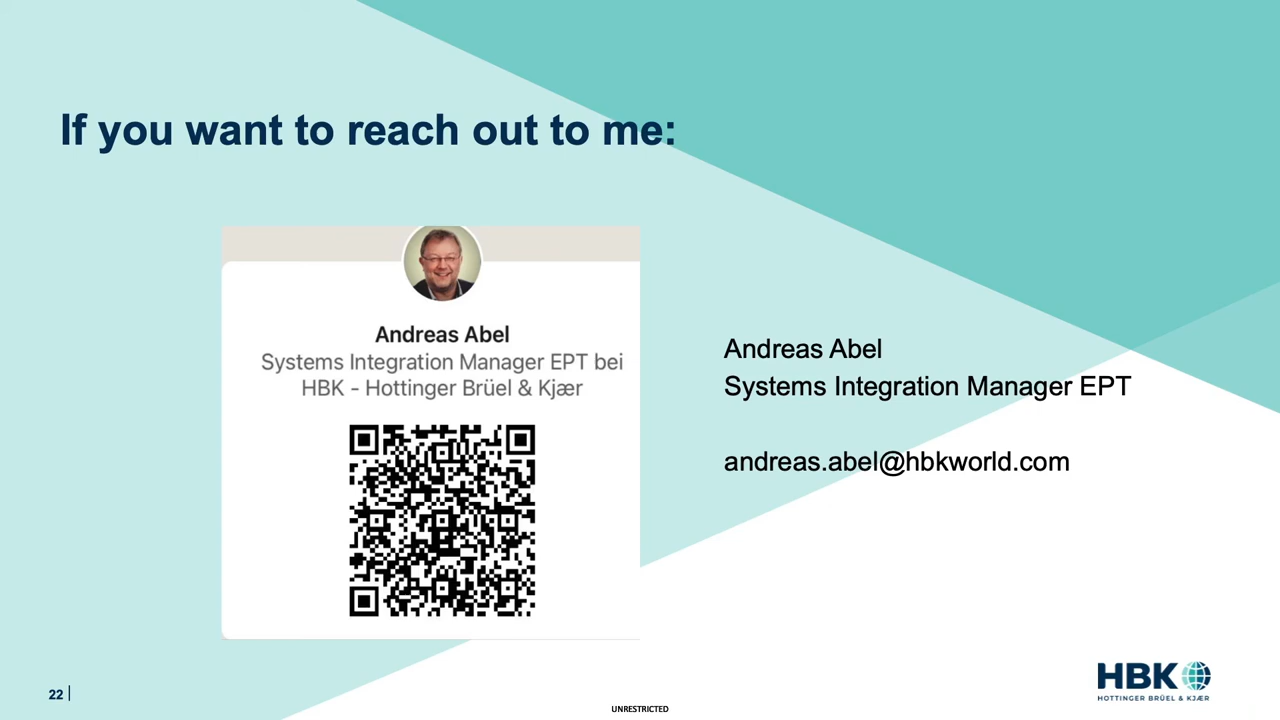 If you want to reach out to me:
Andreas Abel
Systems Integration Manager EPT bei
HBK - Hottinger Brüel & Kjær
Andreas Abel
Systems Integration Manager EPT
andreas.abel@hbkworld.com
22
UNRESTRICTED
HBK
HOTTINGER BRÜEL & KJÆR